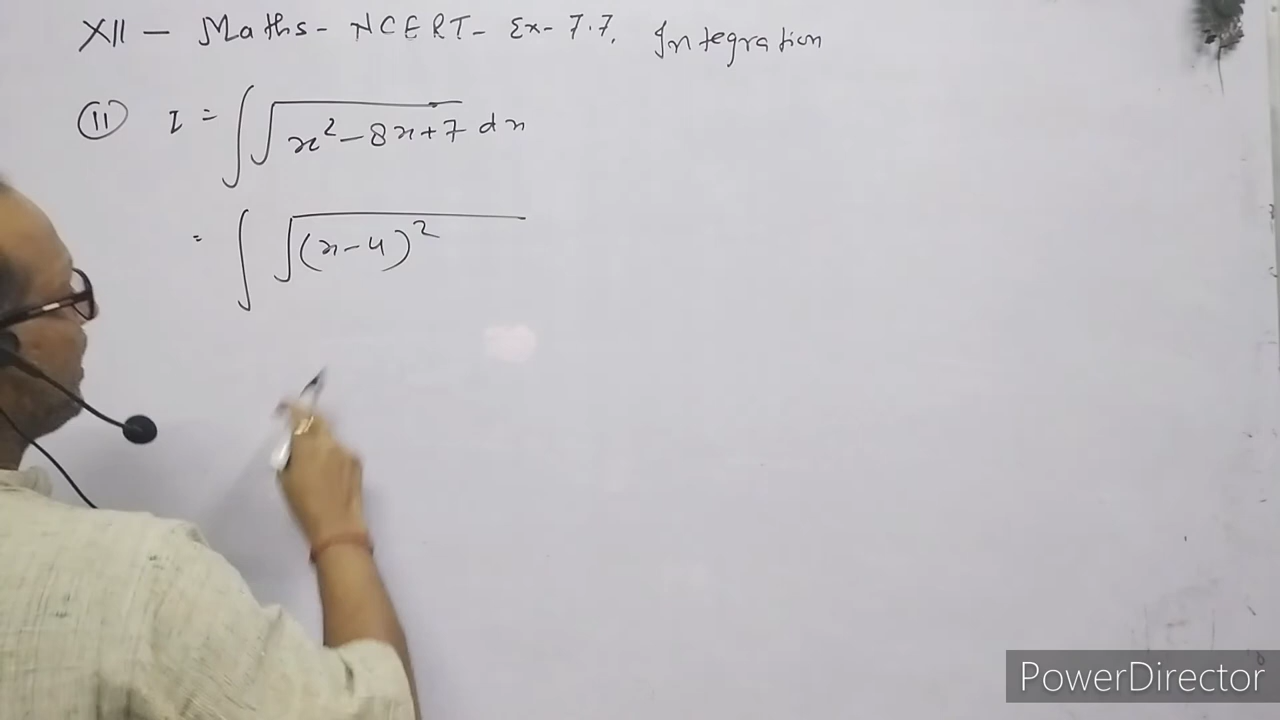 XII - Maths - NCERT - Ex - 7.7. Integration
(11) I = ∫√(x² - 8x + 7) dx
= ∫√((x - 4)²
PowerDirector